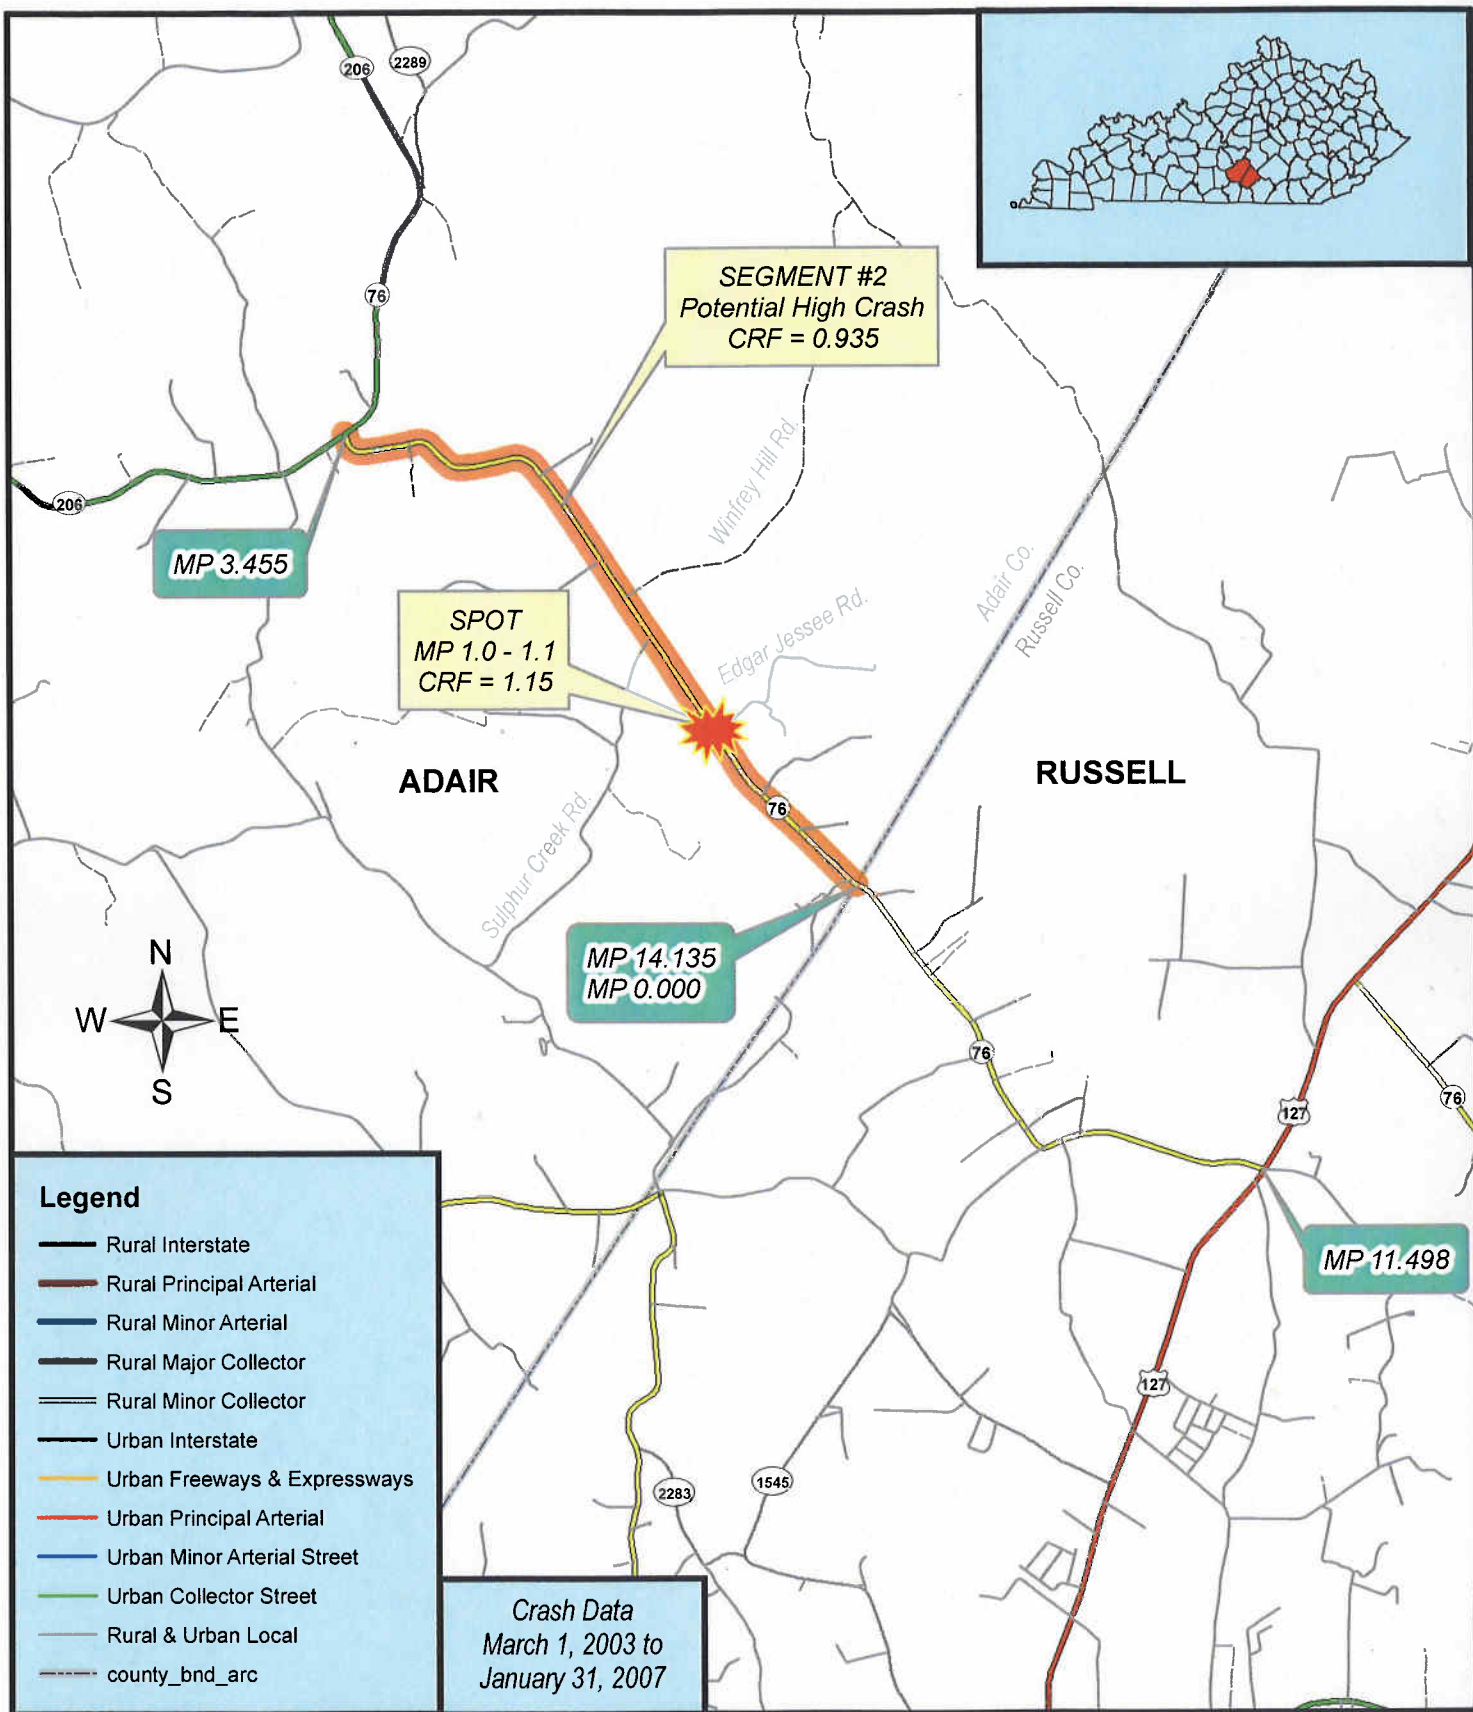 206
2289
76
SEGMENT #2
Potential High Crash
CRF = 0.935
Winfrey Hill Rd.
206
MP 3.455
Adair Co.
Russell Co.
SPOT
MP 1.0 - 1.1
CRF = 1.15
Edgar Jessee Rd.
ADAIR
RUSSELL
76
Sulphur Creek Rd.
MP 14.135
MP 0.000
N
W
E
S
76
127
76
MP 11.498
127
2283
1545
Legend
Rural Interstate
Rural Principal Arterial
Rural Minor Arterial
Rural Major Collector
Rural Minor Collector
Urban Interstate
Urban Freeways & Expressways
Urban Principal Arterial
Urban Minor Arterial Street
Urban Collector Street
Rural & Urban Local
county_bnd_arc
Crash Data
March 1, 2003 to
January 31, 2007